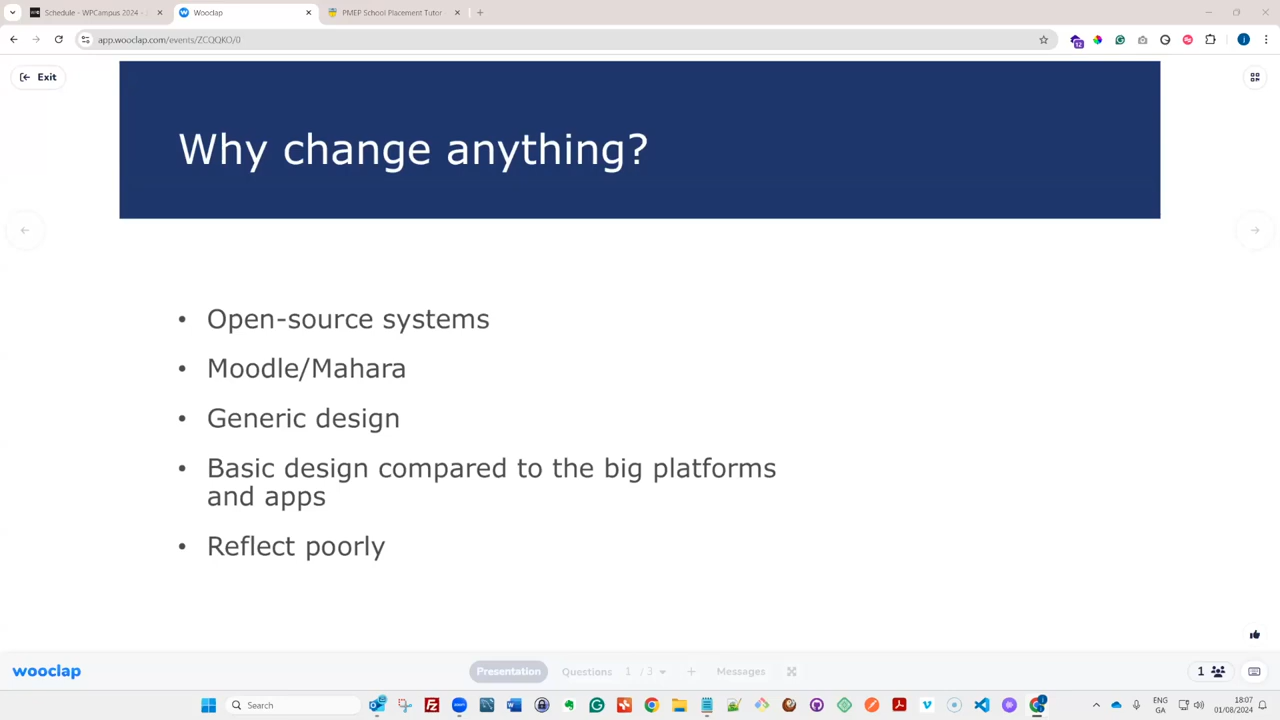 Schedule - WPCampus 2024 -
Wooclap
PMEP School Placement Tutor
app.wooclap.com/events/ZCQQKO/0
12
i
Exit
Why change anything?
• Open-source systems
• Moodle/Mahara
• Generic design
• Basic design compared to the big platforms
and apps
• Reflect poorly
wooclap
Presentation
Questions
1 / 3
Messages
1
Search
ENG
GA
18:07
01/08/2024